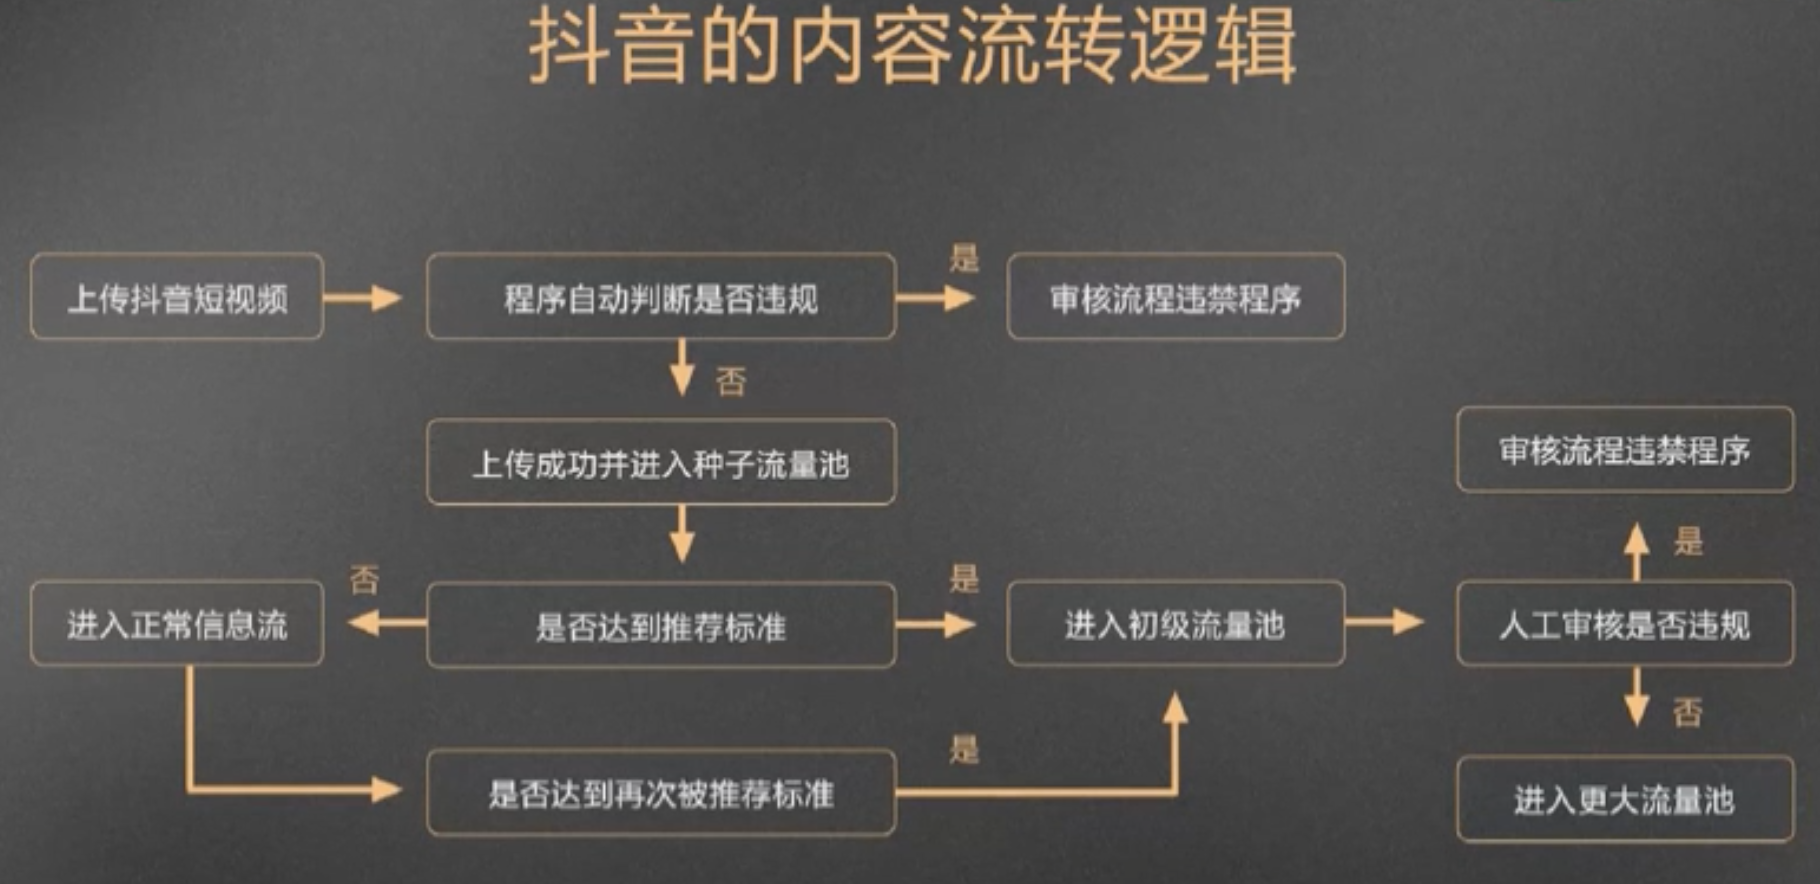 抖音的内容流转逻辑
上传抖音短视频
程序自动判断是否违规
是
审核流程违禁程序
否
上传成功并进入种子流量池
审核流程违禁程序
是
否
进入正常信息流
是否达到推荐标准
是
进入初级流量池
人工审核是否违规
否
是
是否达到再次被推荐标准
进入更大流量池